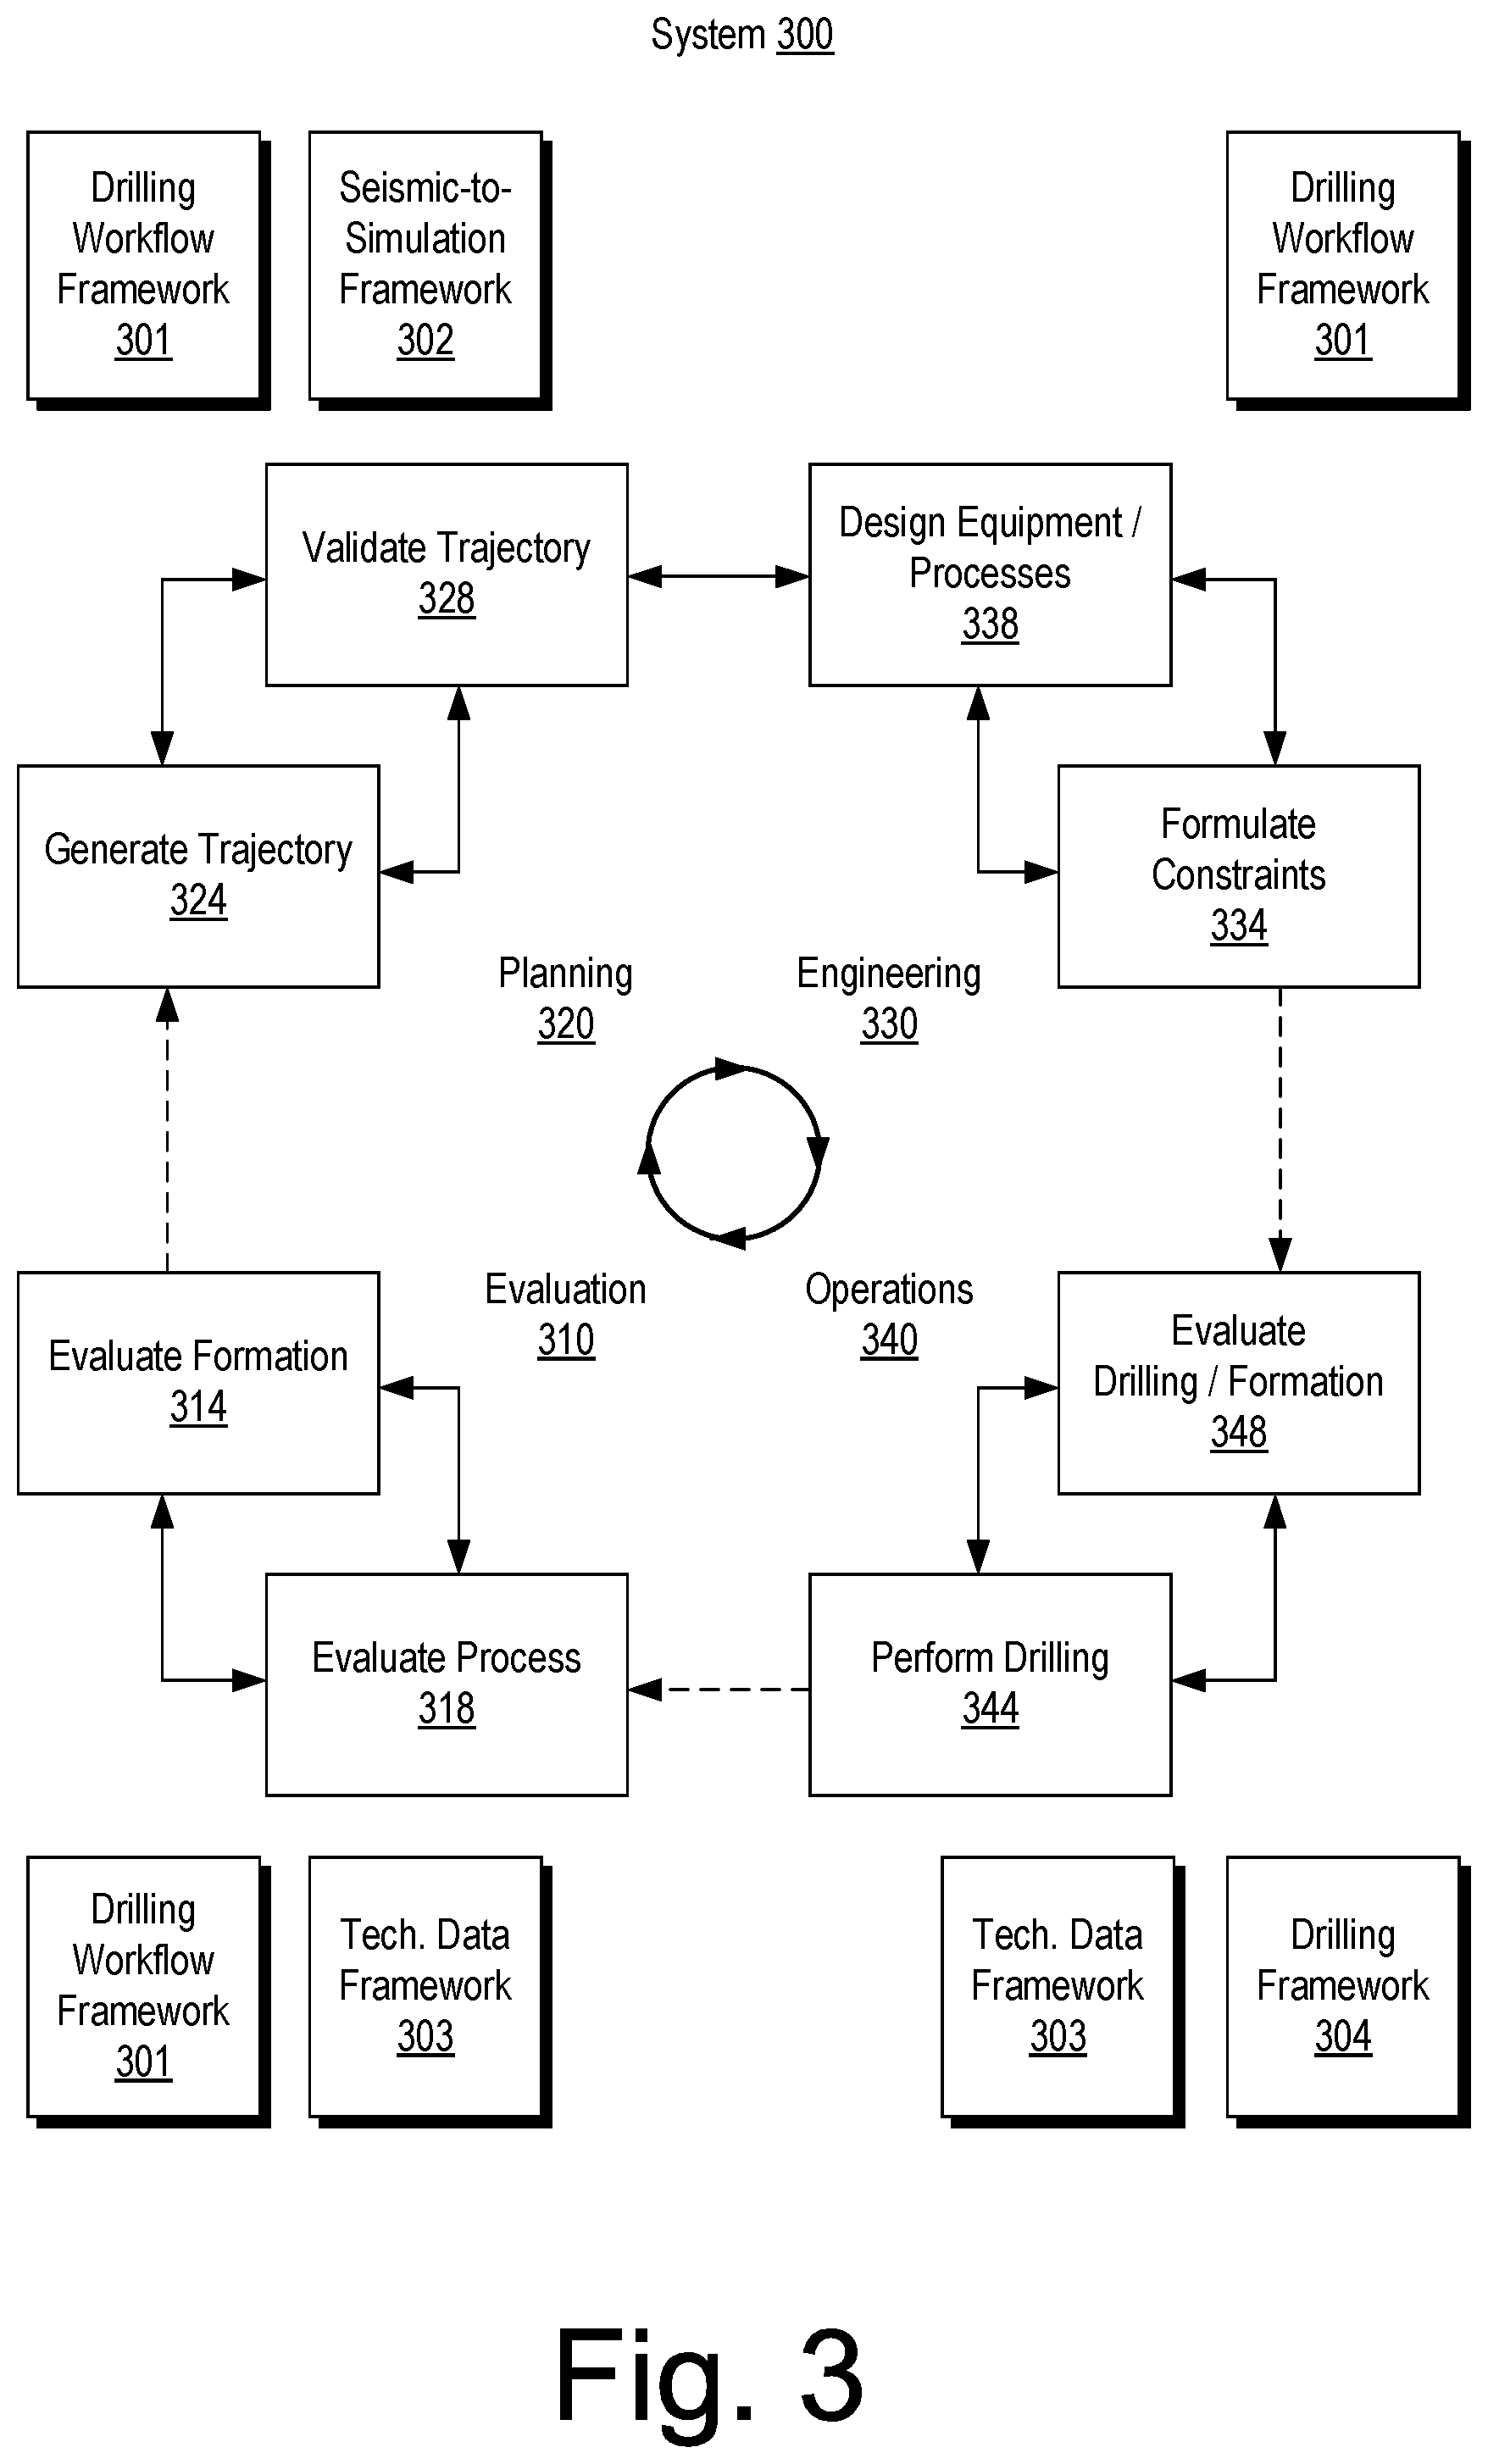 System 300
Drilling
Workflow
Framework
301
Seismic-to-
Simulation
Framework
302
Drilling
Workflow
Framework
301
Validate Trajectory
328
Design Equipment /
Processes
338
Generate Trajectory
324
Formulate
Constraints
334
Planning
320
Engineering
330
Evaluation
310
Operations
340
Evaluate Formation
314
Evaluate
Drilling / Formation
348
Evaluate Process
318
Perform Drilling
344
Drilling
Workflow
Framework
301
Tech. Data
Framework
303
Tech. Data
Framework
303
Drilling
Framework
304
Fig. 3